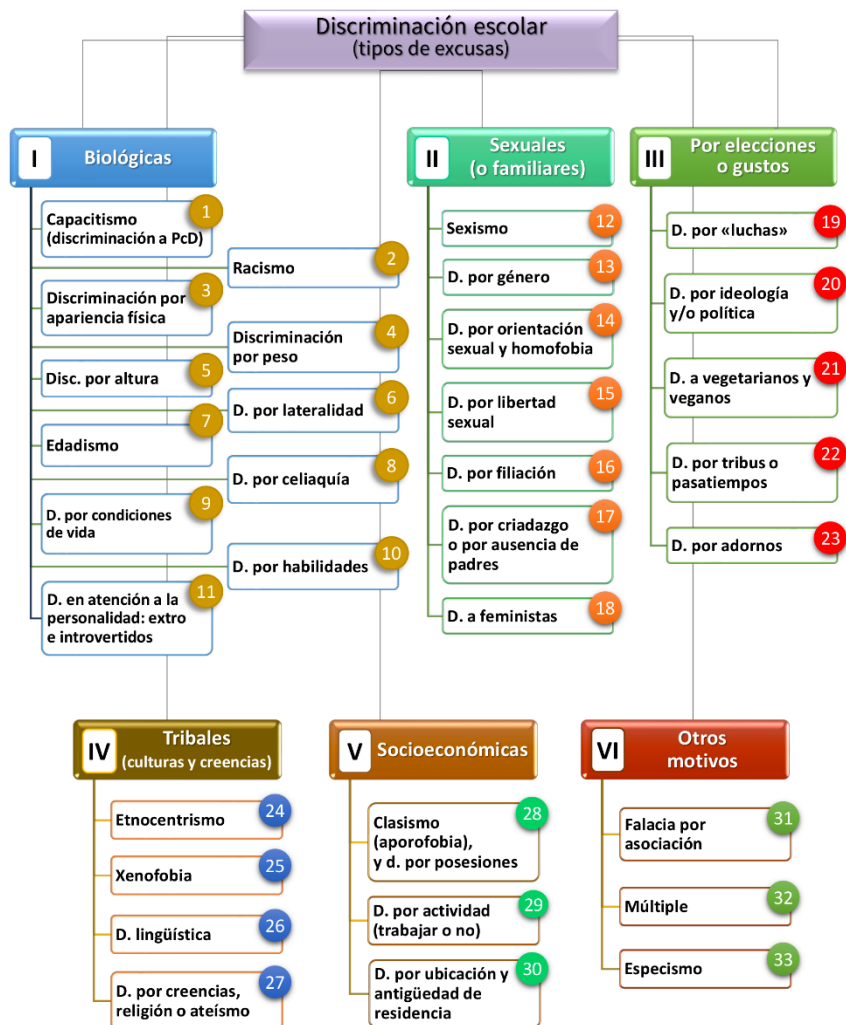 Discriminación escolar
(tipos de excusas)
I
Biológicas
1
Capacitismo
(discriminación a PcD)
2
Racismo
3
Discriminación por
apariencia física
4
Discriminación
por peso
5
Disc. por altura
6
D. por lateralidad
7
Edadismo
8
D. por celiaquía
9
D. por condiciones
de vida
10
D. por habilidades
11
D. en atención a la
personalidad: extro
e introvertidos
II
Sexuales
(o familiares)
12
Sexismo
13
D. por género
14
D. por orientación
sexual y homofobia
15
D. por libertad
sexual
16
D. por filiación
17
D. por criadazgo
o por ausencia de
padres
18
D. a feministas
III
Por elecciones
o gustos
19
D. por «luchas»
20
D. por ideología
y/o política
21
D. a vegetarianos y
veganos
22
D. por tribus o
pasatiempos
23
D. por adornos
IV
Tribales
(culturas y creencias)
24
Etnocentrismo
25
Xenofobia
26
D. lingüística
27
D. por creencias,
religión o ateísmo
V
Socioeconómicas
28
Clasismo
(aporofobia),
y d. por posesiones
29
D. por actividad
(trabajar o no)
30
D. por ubicación y
antigüedad de
residencia
VI
Otros
motivos
31
Falacia por
asociación
32
Múltiple
33
Especismo